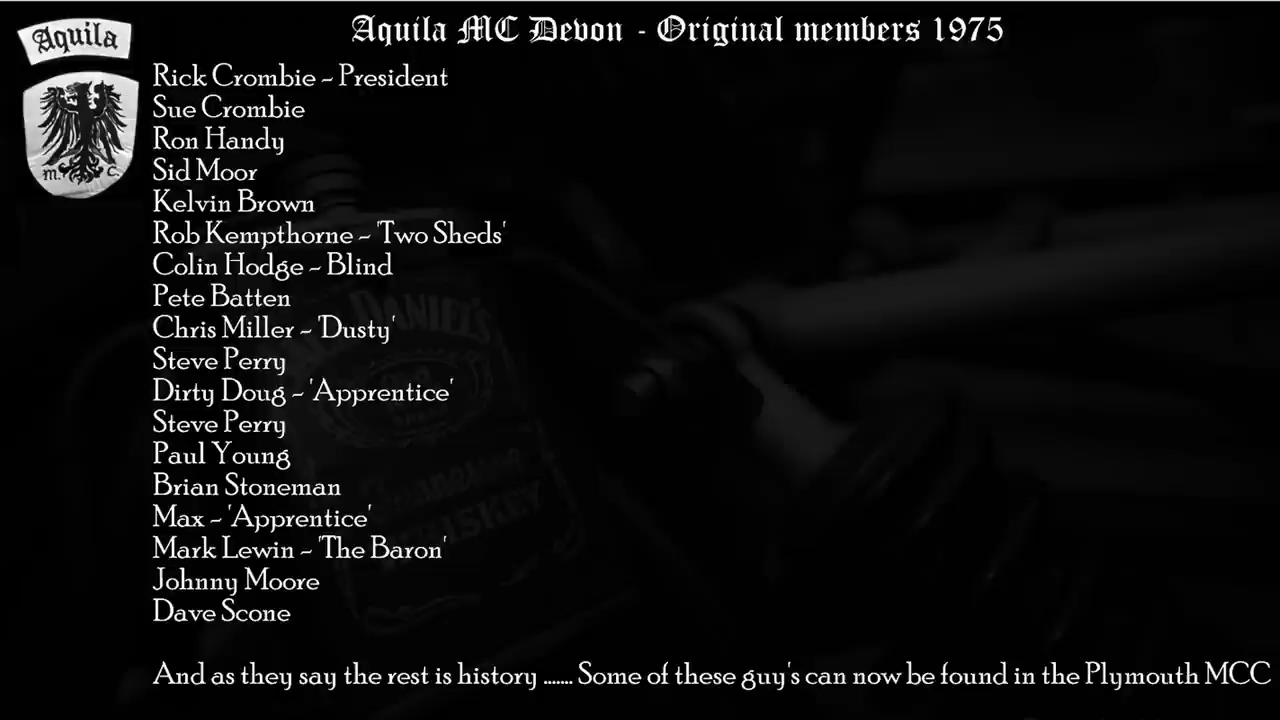 Aquila
m. c.
Aquila MC Devon - Original members 1975
Rick Crombie - President
Sue Crombie
Ron Handy
Sid Moor
Kelvin Brown
Rob Kempthorne - 'Two Sheds'
Colin Hodge - Blind
Pete Batten
Chris Miller - 'Dusty'
Steve Perry
Dirty Doug - 'Apprentice'
Steve Perry
Paul Young
Brian Stoneman
Max - 'Apprentice'
Mark Lewin - 'The Baron'
Johnny Moore
Dave Scone
And as they say the rest is history ....... Some of these guy's can now be found in the Plymouth MCC
DANIEL'S
Tennessee
WHISKEY